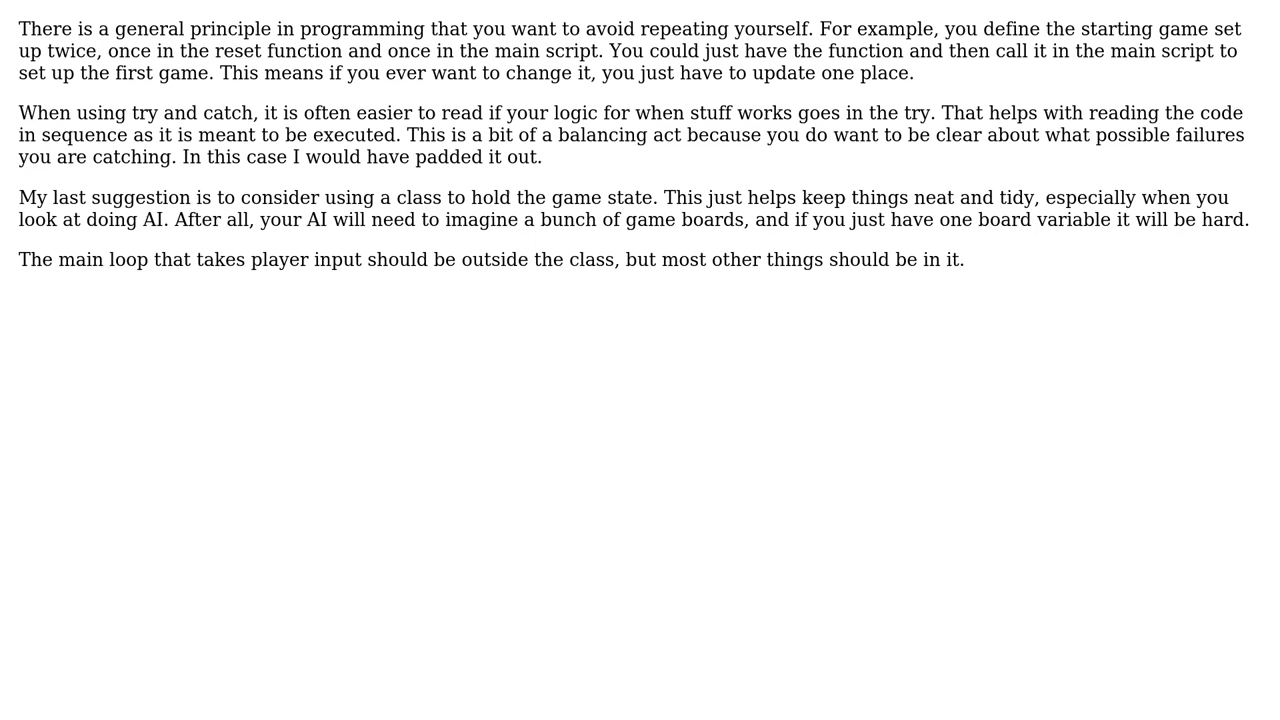 There is a general principle in programming that you want to avoid repeating yourself. For example, you define the starting game set
up twice, once in the reset function and once in the main script. You could just have the function and then call it in the main script to
set up the first game. This means if you ever want to change it, you just have to update one place.
When using try and catch, it is often easier to read if your logic for when stuff works goes in the try. That helps with reading the code
in sequence as it is meant to be executed. This is a bit of a balancing act because you do want to be clear about what possible failures
you are catching. In this case I would have padded it out.
My last suggestion is to consider using a class to hold the game state. This just helps keep things neat and tidy, especially when you
look at doing AI. After all, your AI will need to imagine a bunch of game boards, and if you just have one board variable it will be hard.
The main loop that takes player input should be outside the class, but most other things should be in it.